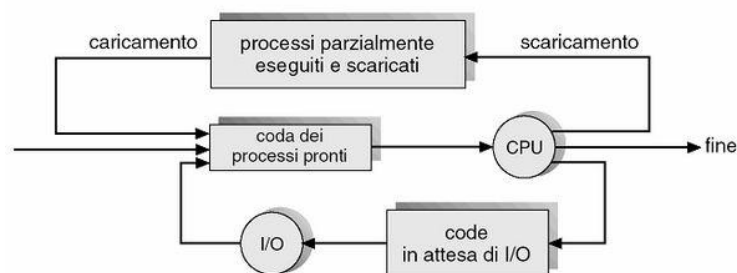 caricamento
processi parzialmente
eseguiti e scaricati
scaricamento
coda dei
processi pronti
CPU
fine
I/O
code
in attesa di I/O